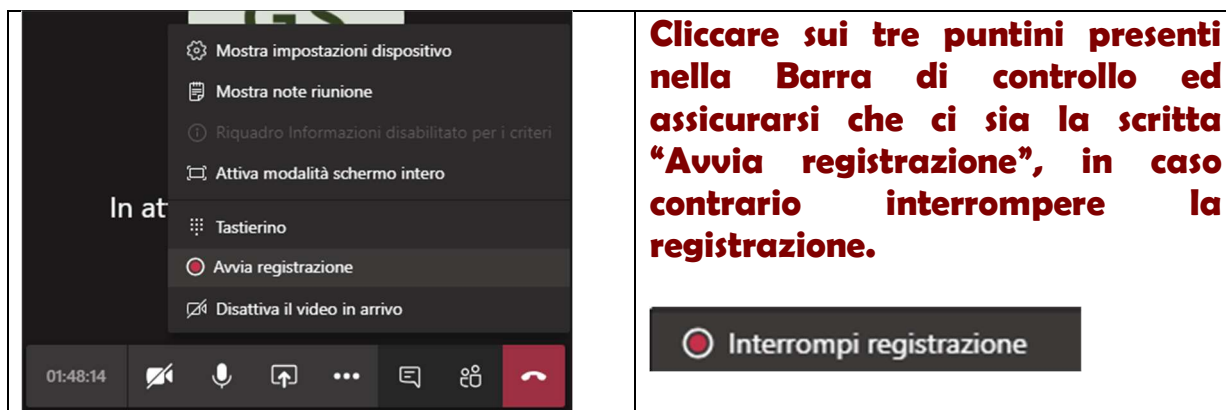 GS
Mostra impostazioni dispositivo
Mostra note riunione
Riquadro Informazioni disabilitato per i criteri
Attiva modalità schermo intero
In at
Tastierino
Avvia registrazione
Disattiva il video in arrivo
01:48:14
Cliccare sui tre puntini presenti
nella Barra di controllo ed
assicurarsi che ci sia la scritta
“Avvia registrazione”, in caso
contrario interrompere la
registrazione.
Interrompi registrazione